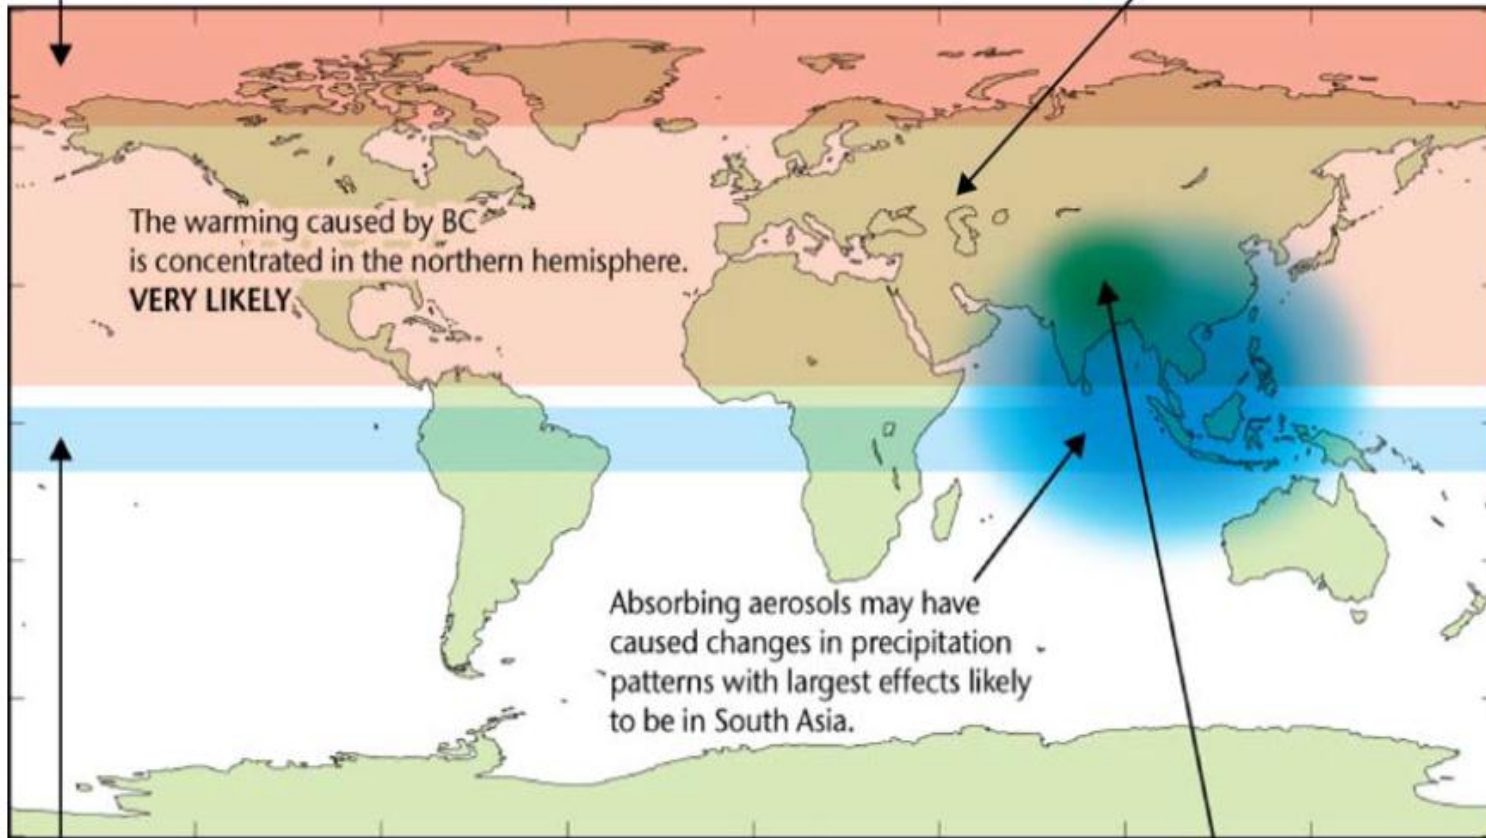 The warming caused by BC
is concentrated in the northern hemisphere.
VERY LIKELY
Absorbing aerosols may have
caused changes in precipitation
patterns with largest effects likely
to be in South Asia.